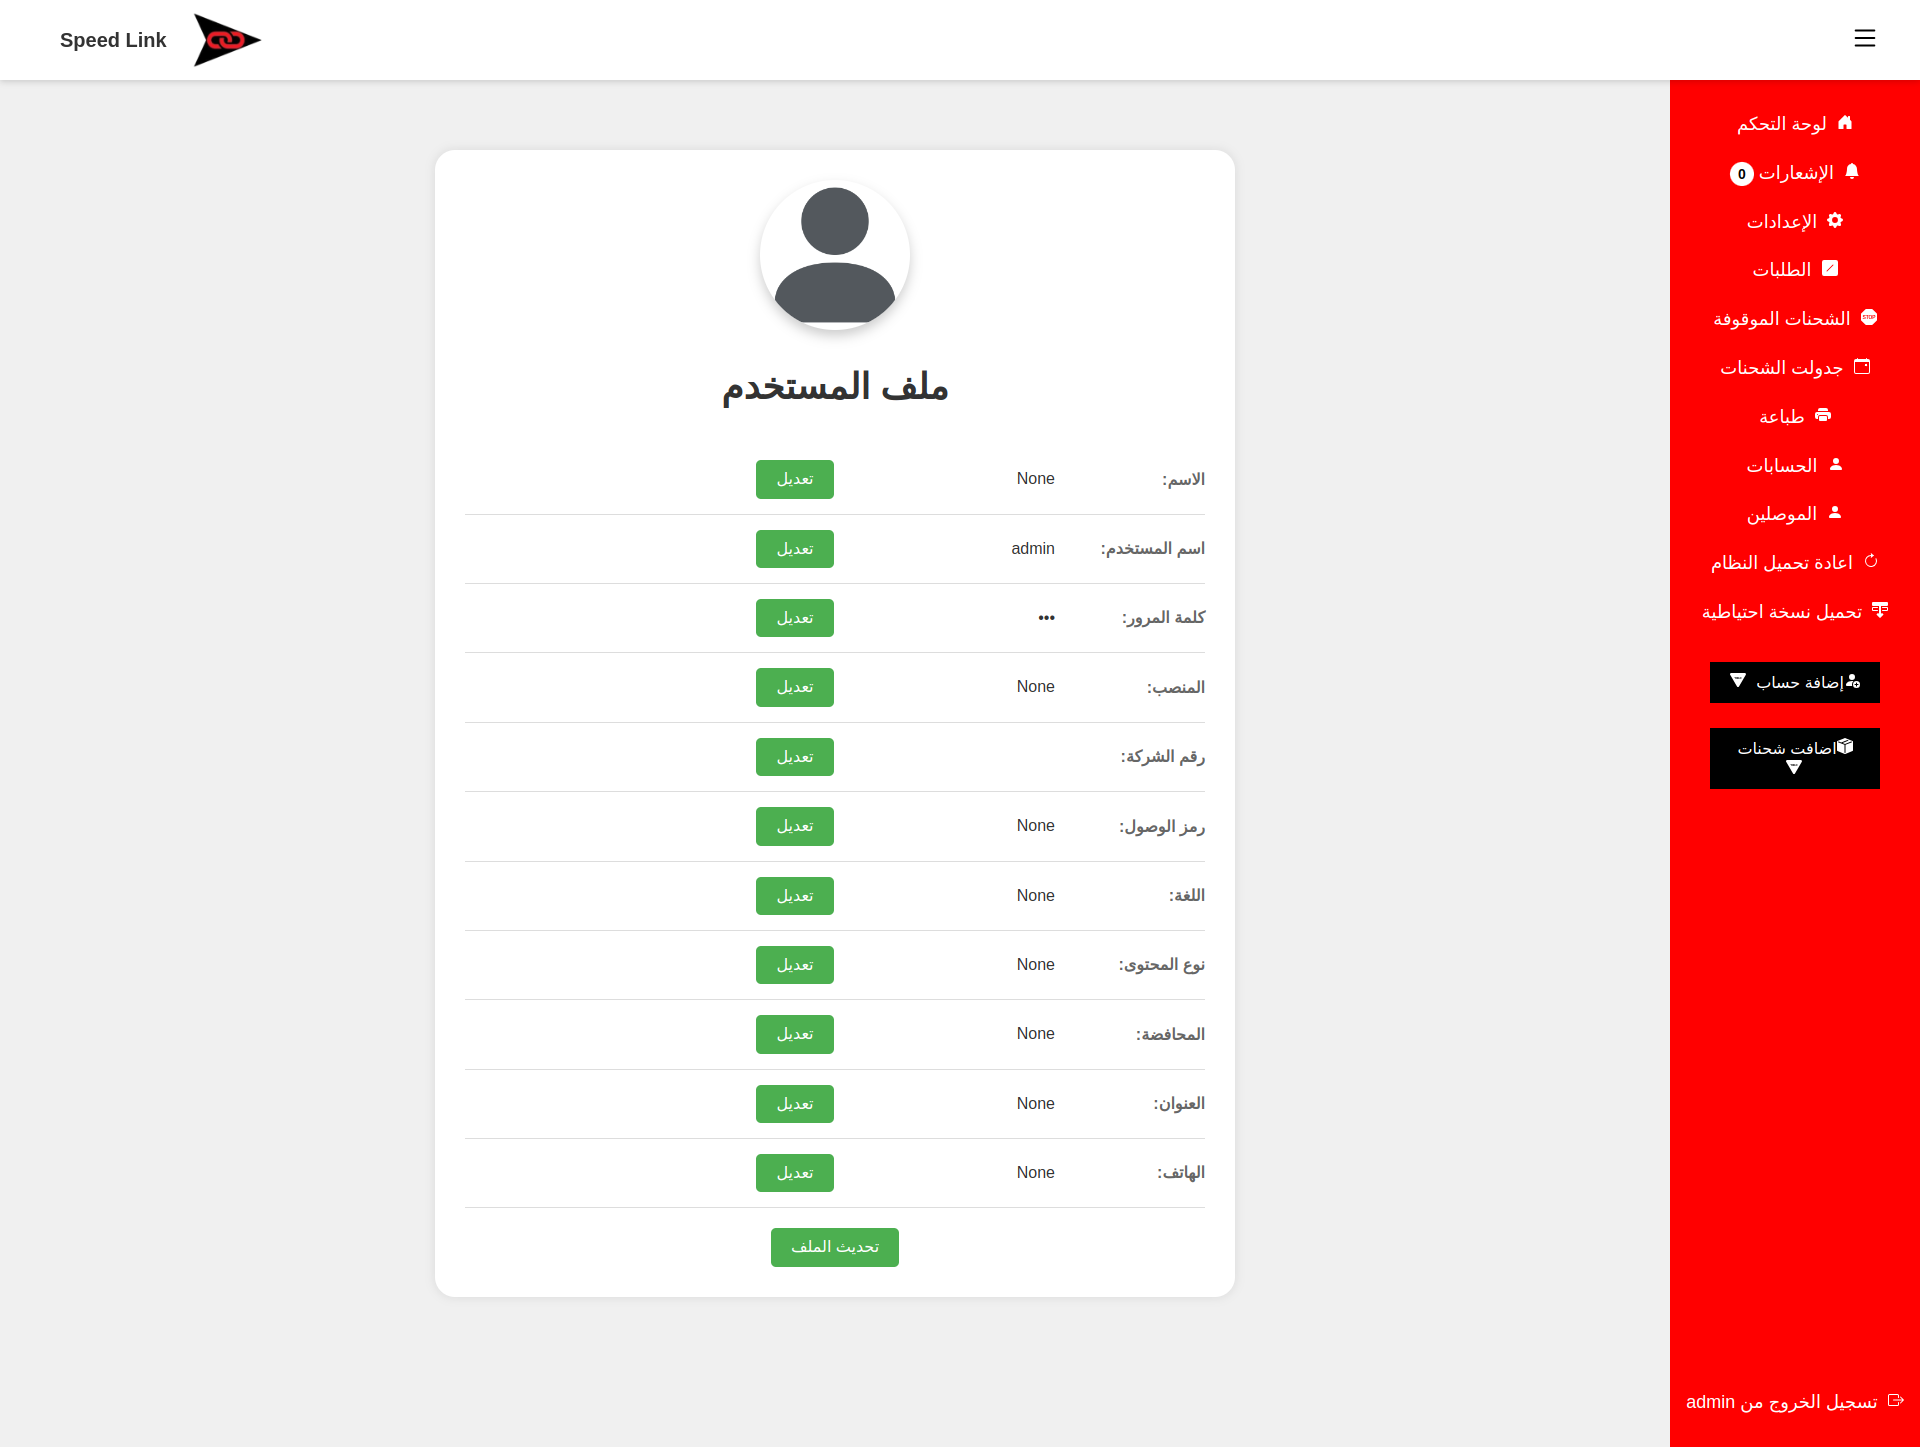 Speed Link
لوحة التحكم
الإشعارات 0
الإعدادات
الطلبات
STOP الشحنات الموقوفة
جدولت الشحنات
طباعة
الحسابات
الموصلين
اعادة تحميل النظام
تحميل نسخة احتياطية
إضافة حساب
اضافت شحنات
تسجيل الخروج من admin
ملف المستخدم
الاسم: None تعديل
اسم المستخدم: admin تعديل
كلمة المرور: ••• تعديل
المنصب: None تعديل
رقم الشركة: تعديل
رمز الوصول: None تعديل
اللغة: None تعديل
نوع المحتوى: None تعديل
المحافضة: None تعديل
العنوان: None تعديل
الهاتف: None تعديل
تحديث الملف